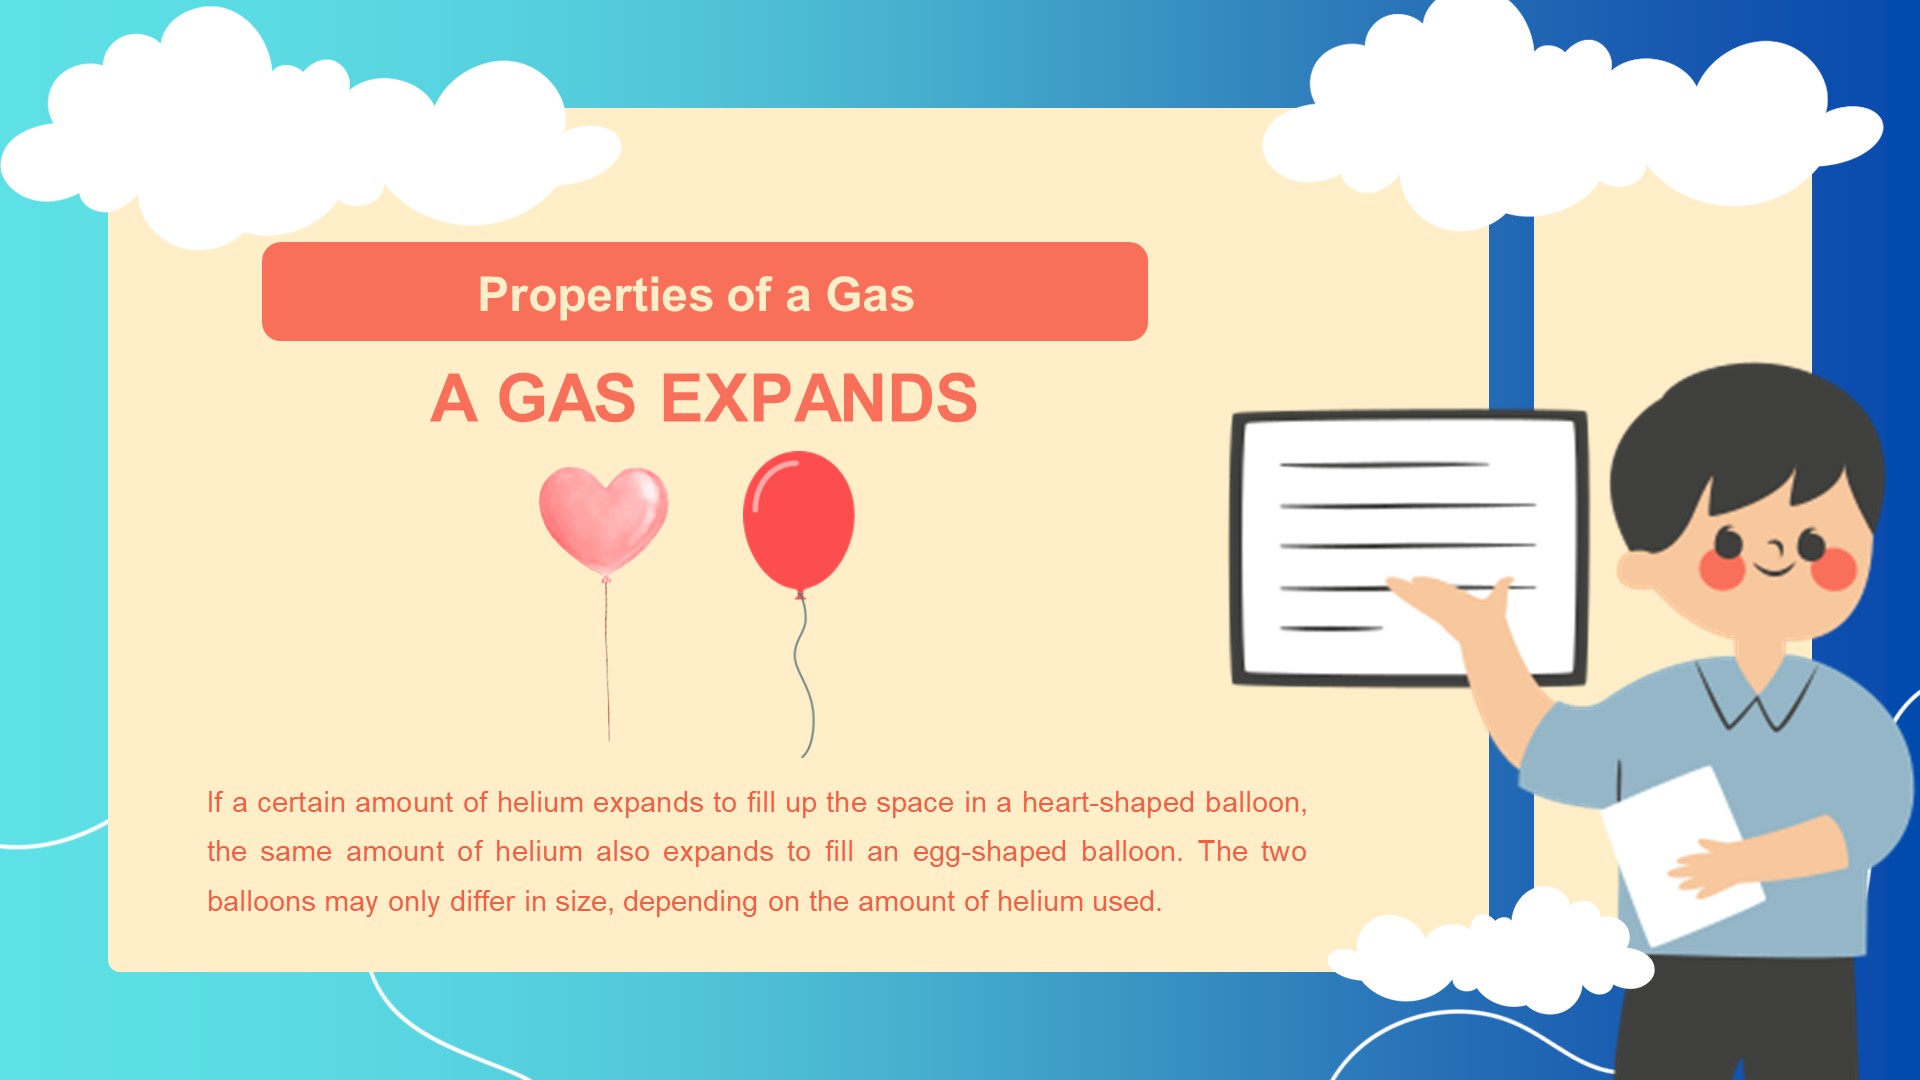 Properties of a Gas
A GAS EXPANDS
If a certain amount of helium expands to fill up the space in a heart-shaped balloon,
the same amount of helium also expands to fill an egg-shaped balloon. The two
balloons may only differ in size, depending on the amount of helium used.